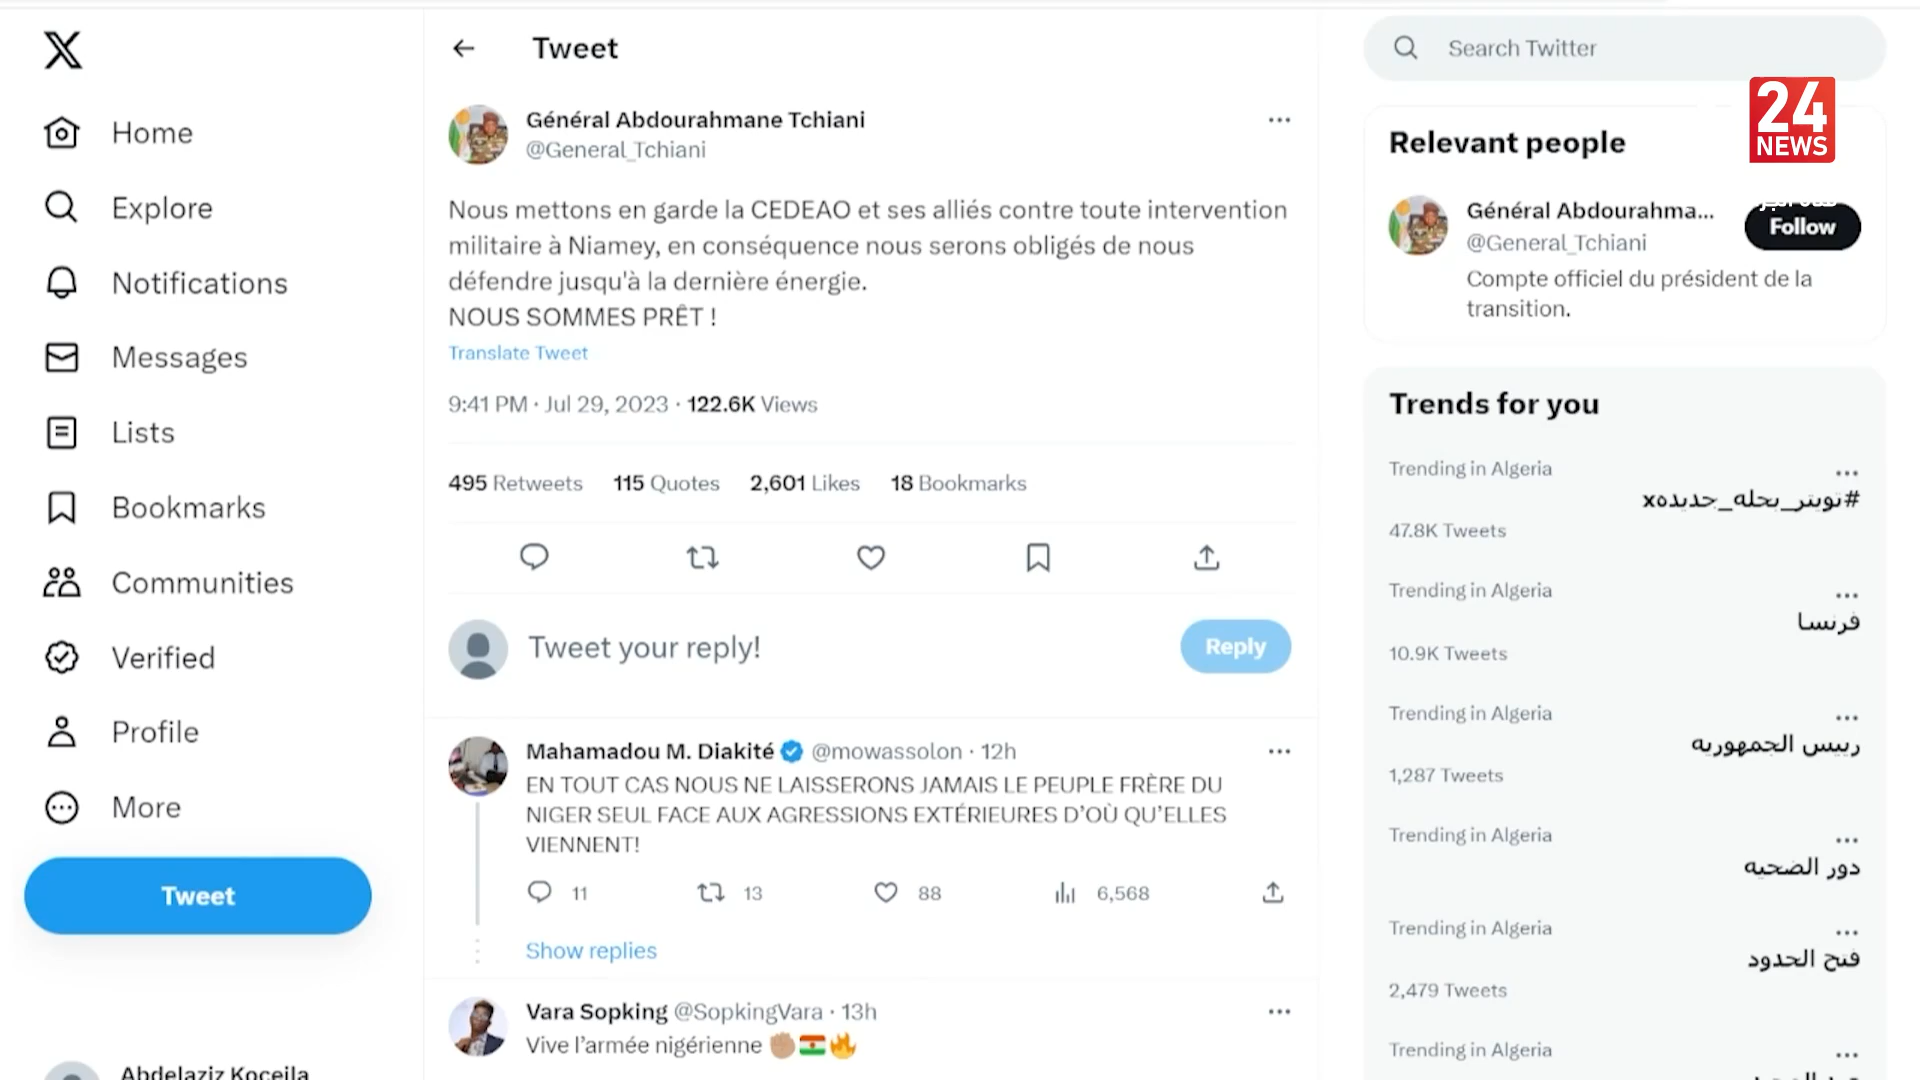 Home
Explore
Notifications
Messages
Lists
Bookmarks
Communities
Verified
Profile
More
Tweet
Abdelaziz Koceila
Tweet
Général Abdourahmane Tchiani
@General_Tchiani
Nous mettons en garde la CEDEAO et ses alliés contre toute intervention
militaire à Niamey, en conséquence nous serons obligés de nous
défendre jusqu'à la dernière énergie.
NOUS SOMMES PRÊT !
Translate Tweet
9:41 PM · Jul 29, 2023 · 122.6K Views
495 Retweets 115 Quotes 2,601 Likes 18 Bookmarks
Tweet your reply!
Reply
Mahamadou M. Diakité @mowassolon · 12h
EN TOUT CAS NOUS NE LAISSERONS JAMAIS LE PEUPLE FRÈRE DU
NIGER SEUL FACE AUX AGRESSIONS EXTÉRIEURES D’OÙ QU’ELLES
VIENNENT!
11 13 88 6,568
Show replies
Vara Sopking @SopkingVara · 13h
Vive l’armée nigérienne ✊🏽🇳🇪🔥
Search Twitter
24
NEWS
Relevant people
Général Abdourahma...
@General_Tchiani
Follow
Compte officiel du président de la
transition.
Trends for you
Trending in Algeria
#تويتر_بحله_جديدهx
47.8K Tweets
Trending in Algeria
فرنسا
10.9K Tweets
Trending in Algeria
رييس الجمهوريه
1,287 Tweets
Trending in Algeria
دور الضحيه
Trending in Algeria
فتح الحدود
2,479 Tweets
Trending in Algeria